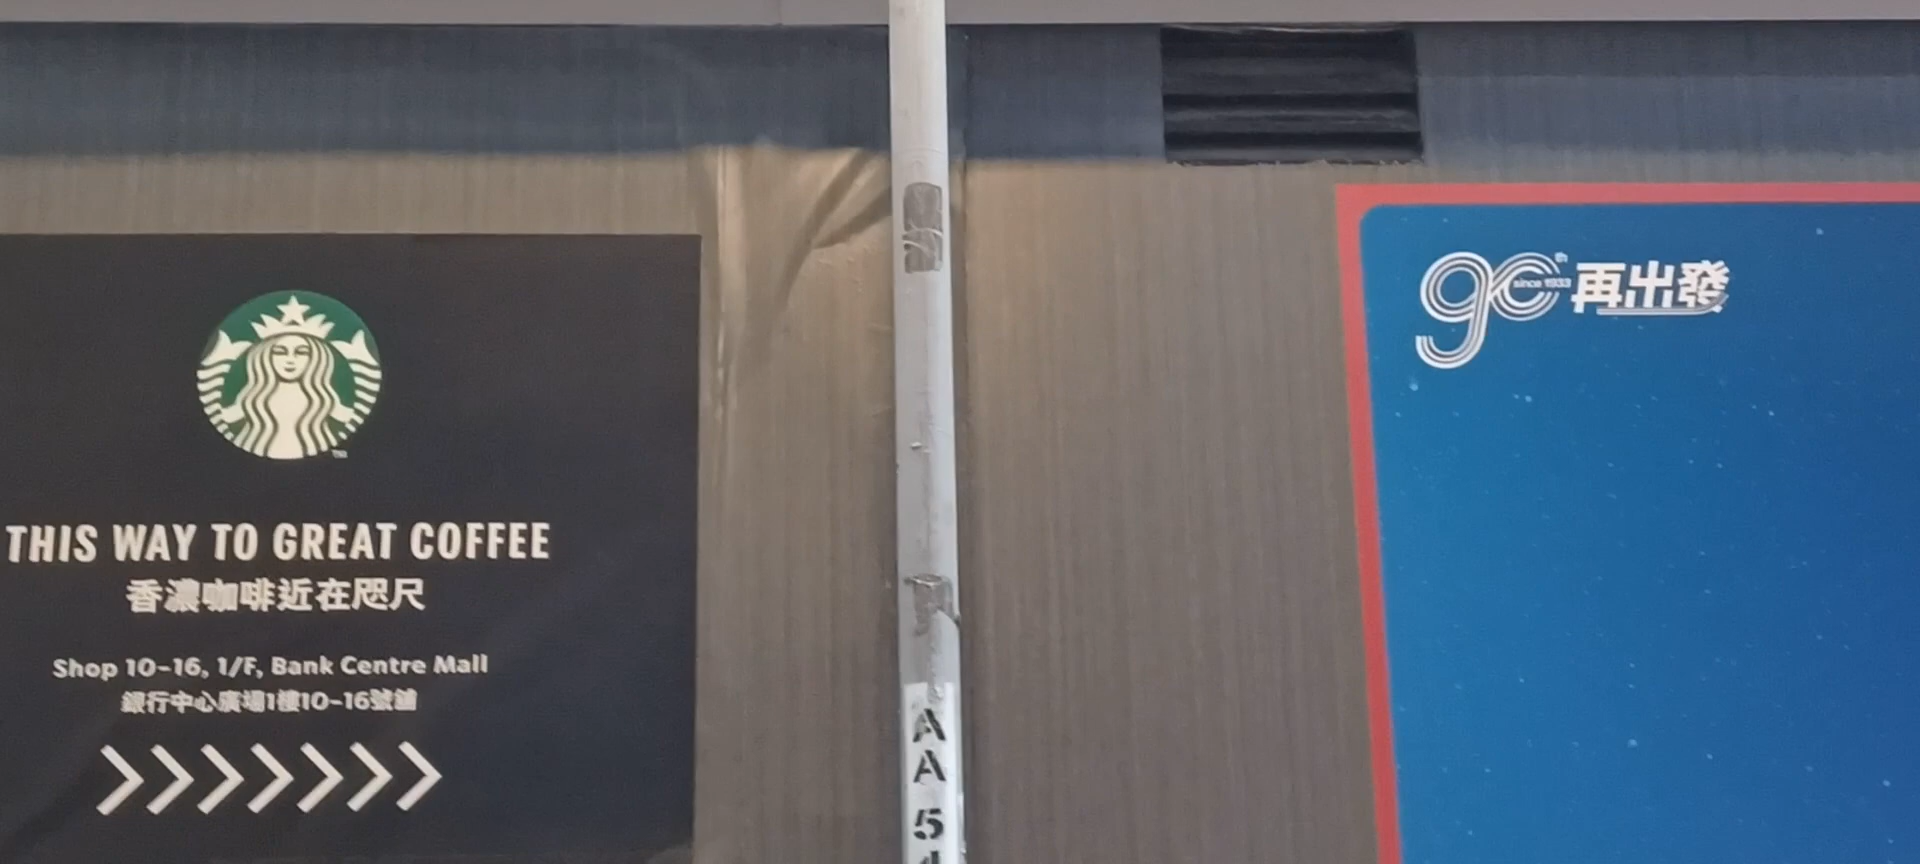 TM
THIS WAY TO GREAT COFFEE
香濃咖啡近在咫尺
Shop 10-16, 1/F, Bank Centre Mall
銀行中心廣場1樓10-16號舖
A
A
5
90th since 1933 再出發